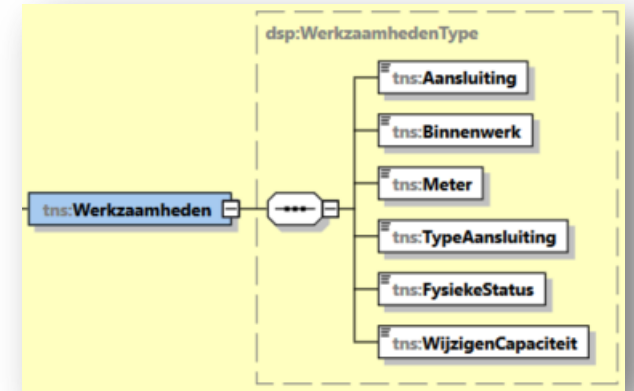 dsp:WerkzaamhedenType
tns:Aansluiting
tns:Binnenwerk
tns:Meter
tns:Werkzaamheden
tns:TypeAansluiting
tns:FysiekeStatus
tns:WijzigenCapaciteit